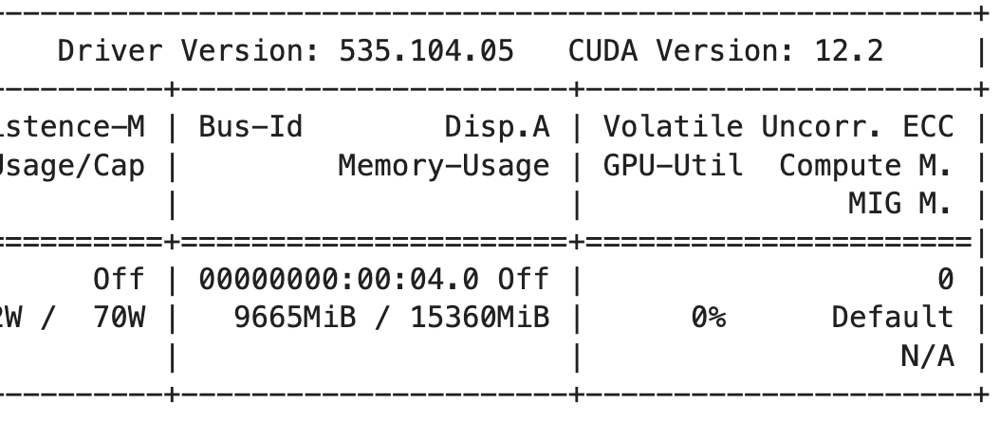 -----------------------------------------------------------+
Driver Version: 535.104.05   CUDA Version: 12.2     |
----------+----------------------+----------------------+
istence-M | Bus-Id        Disp.A | Volatile Uncorr. ECC |
Usage/Cap |         Memory-Usage | GPU-Util  Compute M. |
          |                      |               MIG M. |
==========+======================+======================|
      Off | 00000000:00:04.0 Off |                    0 |
W /  70W |   9665MiB / 15360MiB |      0%      Default |
          |                      |                  N/A |
----------+----------------------+----------------------+